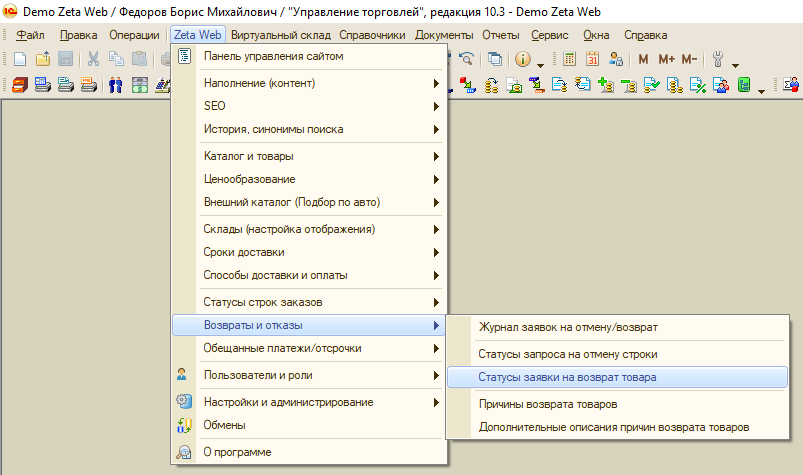 Demo Zeta Web / Федоров Борис Михайлович / "Управление торговлей", редакция 10.3 - Demo Zeta Web
Файл Правка Операции Zeta Web Виртуальный склад Справочники Документы Отчеты Сервис Окна Справка
M M+ M-
Панель управления сайтом
Наполнение (контент)
SEO
История, синонимы поиска
Каталог и товары
Ценообразование
Внешний каталог (Подбор по авто)
Склады (настройка отображения)
Сроки доставки
Способы доставки и оплаты
Статусы строк заказов
Возвраты и отказы
Обещанные платежи/отсрочки
Пользователи и роли
Настройки и администрирование
Обмены
О программе
Журнал заявок на отмену/возврат
Статусы запроса на отмену строки
Статусы заявки на возврат товара
Причины возврата товаров
Дополнительные описания причин возврата товаров